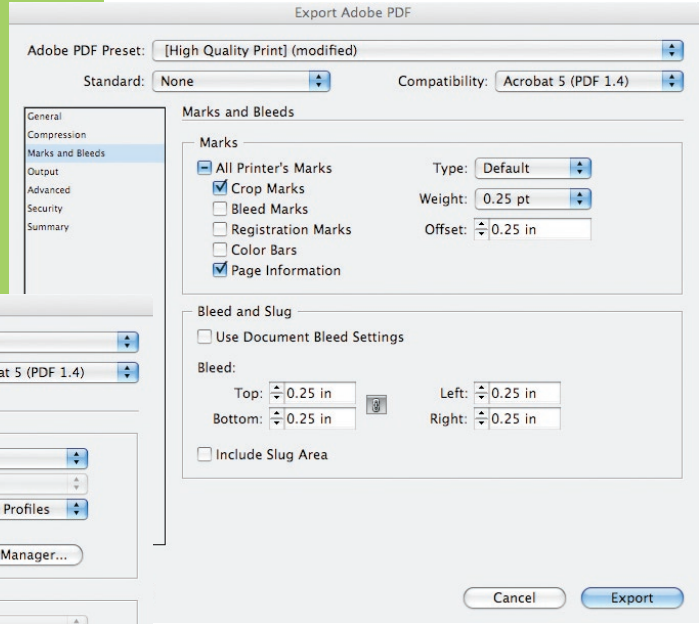 Export Adobe PDF
Adobe PDF Preset: [High Quality Print] (modified)
Standard: None Compatibility: Acrobat 5 (PDF 1.4)
General
Compression
Marks and Bleeds
Output
Advanced
Security
Summary
Marks and Bleeds
Marks
All Printer's Marks
Crop Marks
Bleed Marks
Registration Marks
Color Bars
Page Information
Type: Default
Weight: 0.25 pt
Offset: 0.25 in
Bleed and Slug
Use Document Bleed Settings
Bleed:
Top: 0.25 in Left: 0.25 in
Bottom: 0.25 in Right: 0.25 in
Include Slug Area
Cancel Export
at 5 (PDF 1.4)
Profiles
Manager...